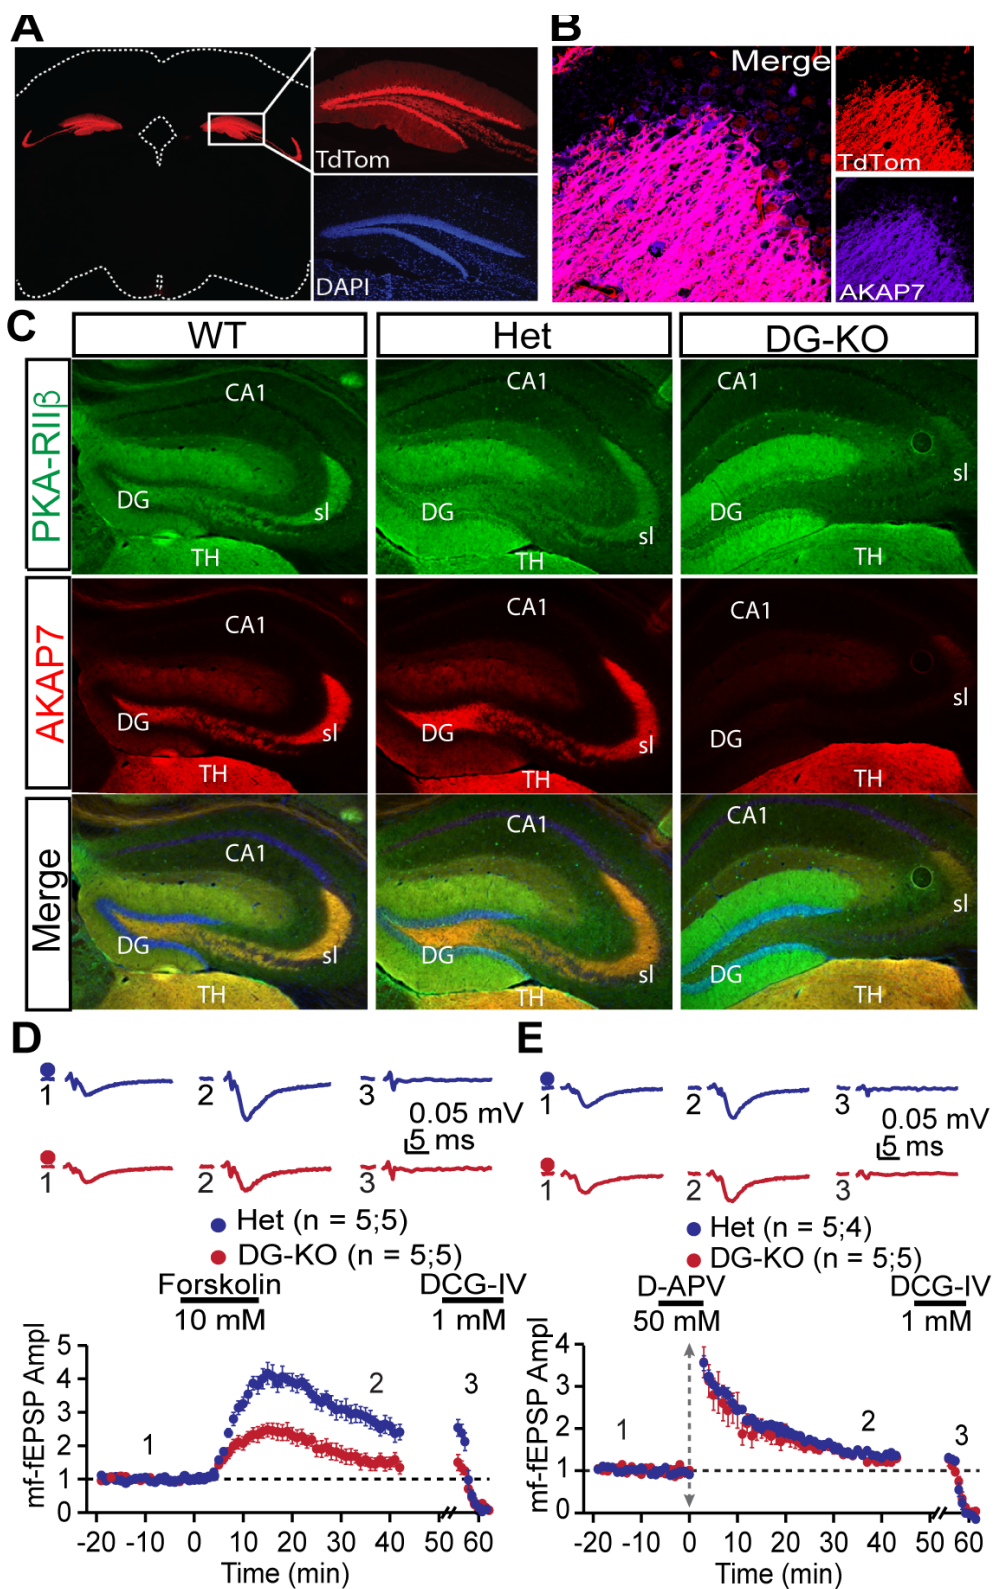 A
B
TdTom
DAPI
Merge
TdTom
AKAP7
C
WT
Het
DG-KO
PKA-RIIβ
CA1
DG
sl
TH
CA1
DG
sl
TH
CA1
DG
sl
TH
AKAP7
CA1
DG
sl
TH
CA1
DG
sl
TH
CA1
DG
sl
TH
Merge
CA1
DG
sl
TH
CA1
DG
sl
TH
CA1
DG
sl
TH
D
1
2
3
0.05 mV
5 ms
1
2
3
Het (n = 5;5)
DG-KO (n = 5;5)
Forskolin
10 mM
DCG-IV
1 mM
mf-fEPSP Ampl
5
4
3
2
1
0
1
2
3
-20 -10 0 10 20 30 40 50 60
Time (min)
E
1
2
3
0.05 mV
5 ms
1
2
3
Het (n = 5;4)
DG-KO (n = 5;5)
D-APV
50 mM
DCG-IV
1 mM
mf-fEPSP Ampl
4
3
2
1
0
1
2
3
-20 -10 0 10 20 30 40 50 60
Time (min)